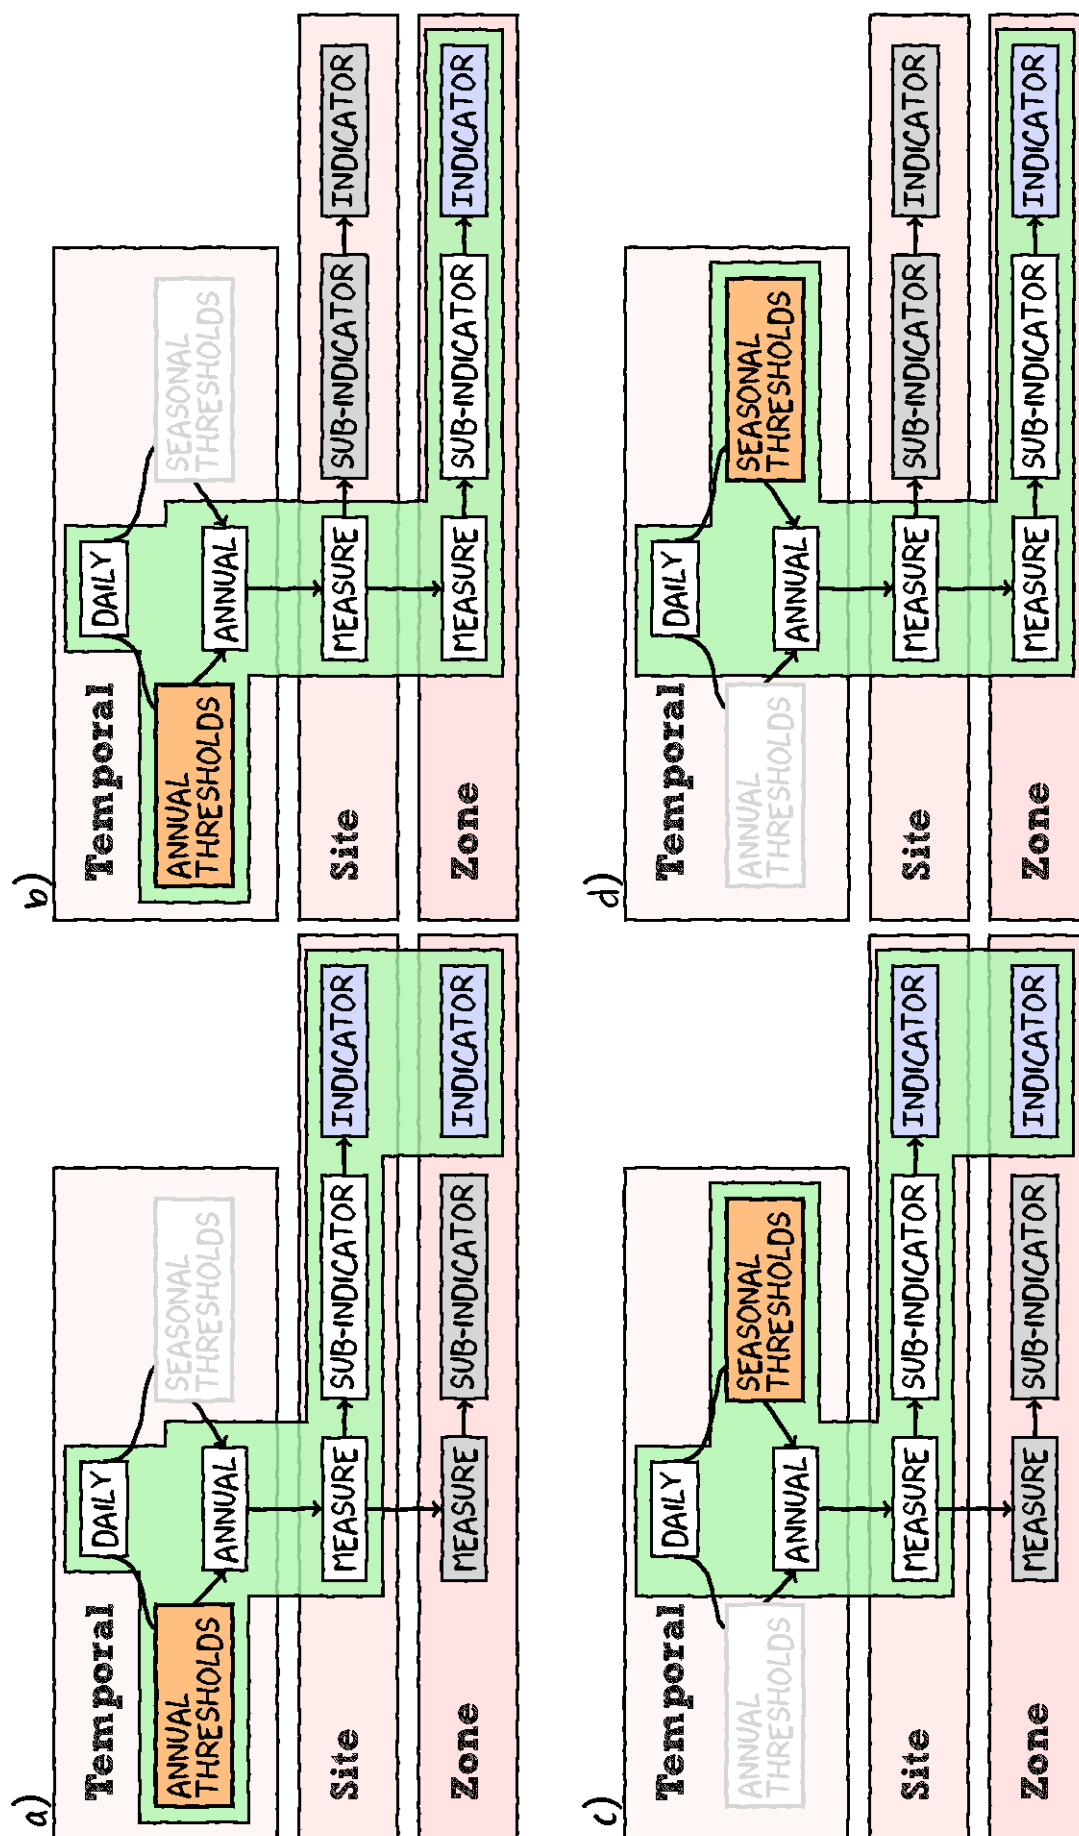 a)
Temporal
DAILY
ANNUAL
THRESHOLDS
SEASONAL
THRESHOLDS
ANNUAL
Site
MEASURE
SUB-INDICATOR
INDICATOR
Zone
MEASURE
SUB-INDICATOR
INDICATOR
b)
Temporal
DAILY
ANNUAL
THRESHOLDS
SEASONAL
THRESHOLDS
ANNUAL
Site
MEASURE
SUB-INDICATOR
INDICATOR
Zone
MEASURE
SUB-INDICATOR
INDICATOR
c)
Temporal
DAILY
ANNUAL
THRESHOLDS
SEASONAL
THRESHOLDS
ANNUAL
Site
MEASURE
SUB-INDICATOR
INDICATOR
Zone
MEASURE
SUB-INDICATOR
INDICATOR
d)
Temporal
DAILY
ANNUAL
THRESHOLDS
SEASONAL
THRESHOLDS
ANNUAL
Site
MEASURE
SUB-INDICATOR
INDICATOR
Zone
MEASURE
SUB-INDICATOR
INDICATOR